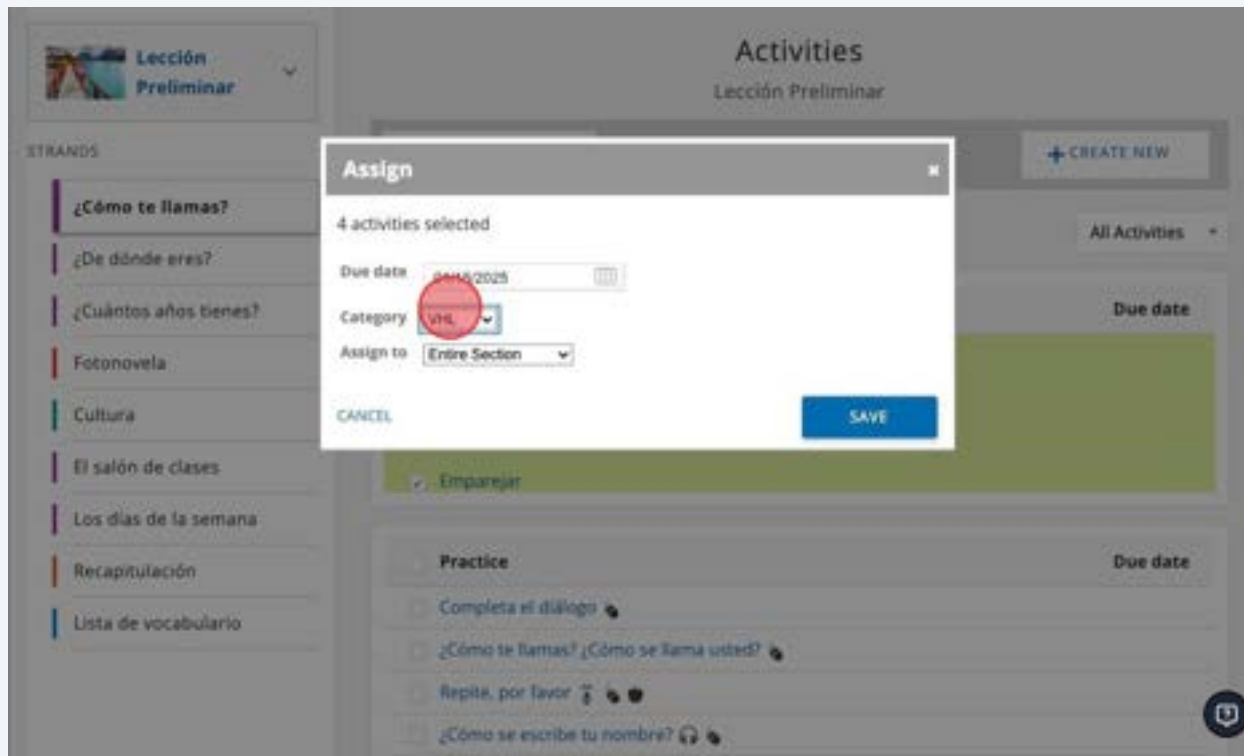 Lección
Preliminar
STRANDS
¿Cómo te llamas?
¿De dónde eres?
¿Cuántos años tienes?
Fotonovela
Cultura
El salón de clases
Los días de la semana
Recapitulación
Lista de vocabulario
Activities
Lección Preliminar
CREATE NEW
All Activities
Due date
Assign
4 activities selected
Due date /2025
Category VHL
Assign to Entire Section
CANCEL SAVE
Emparejar
Practice Due date
Completa el diálogo
¿Cómo te llamas? ¿Cómo se llama usted?
Repite, por favor
¿Cómo se escribe tu nombre?